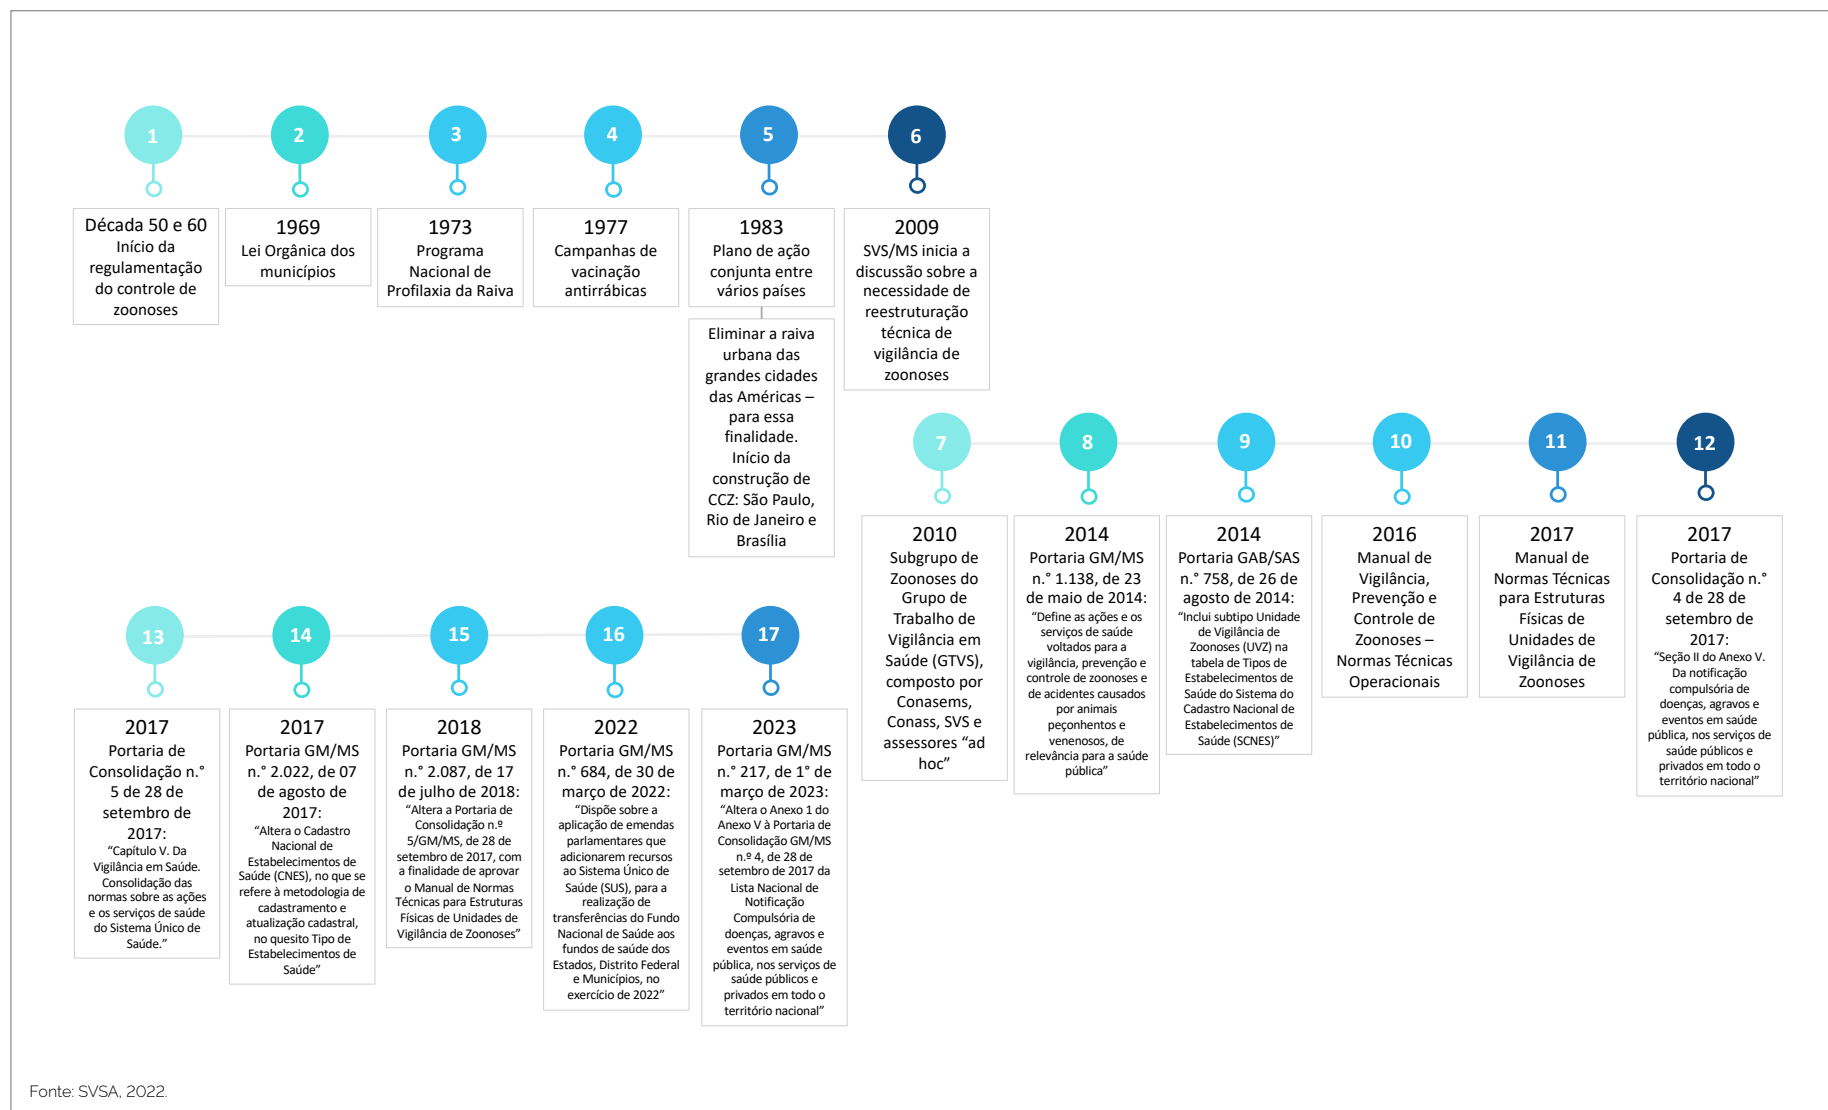 1
Década 50 e 60
Início da
regulamentação
do controle de
zoonoses
2
1969
Lei Orgânica dos
municípios
3
1973
Programa
Nacional de
Profilaxia da Raiva
4
1977
Campanhas de
vacinação
antirrábicas
5
1983
Plano de ação
conjunta entre
vários países
Eliminar a raiva
urbana das
grandes cidades
das Américas –
para essa
finalidade.
Início da
construção de
CCZ: São Paulo,
Rio de Janeiro e
Brasília
6
2009
SVS/MS inicia a
discussão sobre a
necessidade de
reestruturação
técnica de
vigilância de
zoonoses
7
2010
Subgrupo de
Zoonoses do
Grupo de
Trabalho de
Vigilância em
Saúde (GTVS),
composto por
Conasems,
Conass, SVS e
assessores “ad
hoc”
8
2014
Portaria GM/MS
n.° 1.138, de 23
de maio de 2014:
“Define as ações e os
serviços de saúde
voltados para a
vigilância, prevenção e
controle de zoonoses e
de acidentes causados
por animais
peçonhentos e
venenosos, de
relevância para a saúde
pública”
9
2014
Portaria GAB/SAS
n.° 758, de 26 de
agosto de 2014:
“Inclui subtipo Unidade
de Vigilância de
Zoonoses (UVZ) na
tabela de Tipos de
Estabelecimentos de
Saúde do Sistema do
Cadastro Nacional de
Estabelecimentos de
Saúde (SCNES)”
10
2016
Manual de
Vigilância,
Prevenção e
Controle de
Zoonoses –
Normas Técnicas
Operacionais
11
2017
Manual de
Normas Técnicas
para Estruturas
Físicas de
Unidades de
Vigilância de
Zoonoses
12
2017
Portaria de
Consolidação n.°
4 de 28 de
setembro de
2017:
“Seção II do Anexo V.
Da notificação
compulsória de
doenças, agravos e
eventos em saúde
pública, nos serviços de
saúde públicos e
privados em todo o
território nacional”
13
2017
Portaria de
Consolidação n.°
5 de 28 de
setembro de
2017:
“Capítulo V. Da
Vigilância em Saúde.
Consolidação das
normas sobre as ações
e os serviços de saúde
do Sistema Único de
Saúde.”
14
2017
Portaria GM/MS
n.° 2.022, de 07
de agosto de
2017:
“Altera o Cadastro
Nacional de
Estabelecimentos de
Saúde (CNES), no que se
refere à metodologia de
cadastramento e
atualização cadastral,
no quesito Tipo de
Estabelecimentos de
Saúde”
15
2018
Portaria GM/MS
n.° 2.087, de 17
de julho de 2018:
“Altera a Portaria de
Consolidação n.º
5/GM/MS, de 28 de
setembro de 2017, com
a finalidade de aprovar
o Manual de Normas
Técnicas para Estruturas
Físicas de Unidades de
Vigilância de Zoonoses”
16
2022
Portaria GM/MS
n.° 684, de 30 de
março de 2022:
“Dispõe sobre a
aplicação de emendas
parlamentares que
adicionarem recursos
ao Sistema Único de
Saúde (SUS), para a
realização de
transferências do Fundo
Nacional de Saúde aos
fundos de saúde dos
Estados, Distrito Federal
e Municípios, no
exercício de 2022”
17
2023
Portaria GM/MS
n.° 217, de 1° de
março de 2023:
“Altera o Anexo 1 do
Anexo V à Portaria de
Consolidação GM/MS
n.º 4, de 28 de
setembro de 2017 da
Lista Nacional de
Notificação
Compulsória de
doenças, agravos e
eventos em saúde
pública, nos serviços de
saúde públicos e
privados em todo o
território nacional”
Fonte: SVSA, 2022.